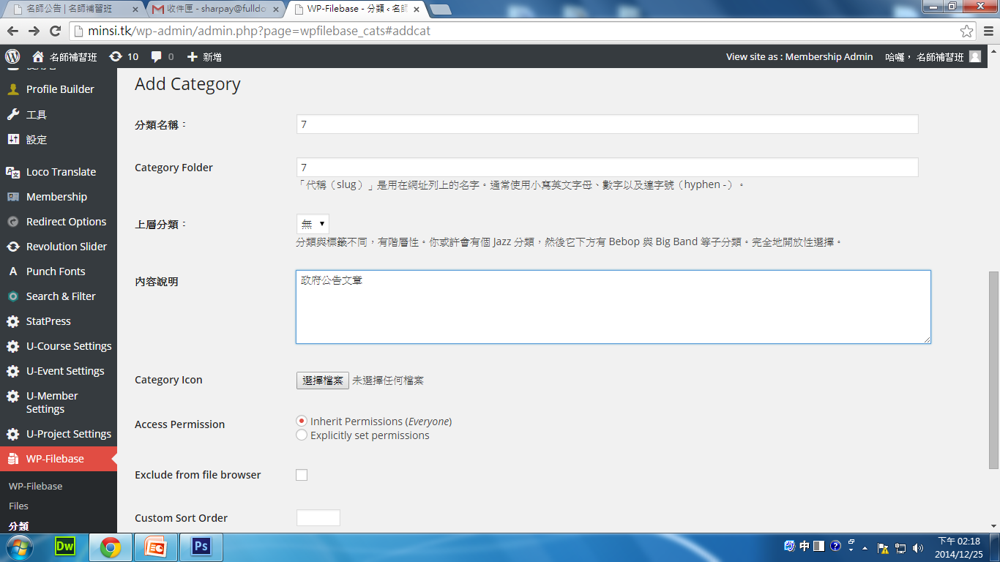 名師公告 | 名師補習班
收件匣 - sharpay@fulldo
WP-Filebase - 分類 ‹ 名師
minsi.tk/wp-admin/admin.php?page=wpfilebase_cats#addcat
名師補習班
10
0
新增
View site as : Membership Admin
哈囉， 名師補習班
Profile Builder
工具
設定
Loco Translate
Membership
Redirect Options
Revolution Slider
Punch Fonts
Search & Filter
StatPress
U-Course Settings
U-Event Settings
U-Member
Settings
U-Project Settings
WP-Filebase
WP-Filebase
Files
分類
Add Category
分類名稱：
7
Category Folder
7
「代稱（slug）」是用在網址列上的名字。通常使用小寫英文字母、數字以及連字號（hyphen -）。
上層分類：
無
分類與標籤不同，有階層性。你或許會有個 Jazz 分類，然後它下方有 Bebop 與 Big Band 等子分類。完全地開放性選擇。
內容說明
政府公告文章
Category Icon
選擇檔案 未選擇任何檔案
Access Permission
Inherit Permissions (Everyone)
Explicitly set permissions
Exclude from file browser
Custom Sort Order
Dw
Ps
中
下午 02:18
2014/12/25